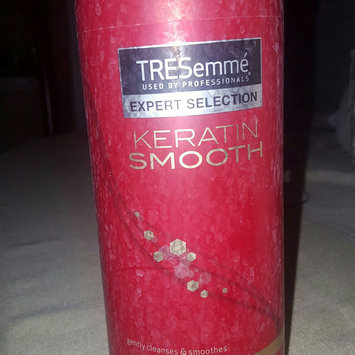 TRESemmé
USED BY PROFESSIONALS
EXPERT SELECTION
KERATIN
SMOOTH
gently cleanses & smoothes